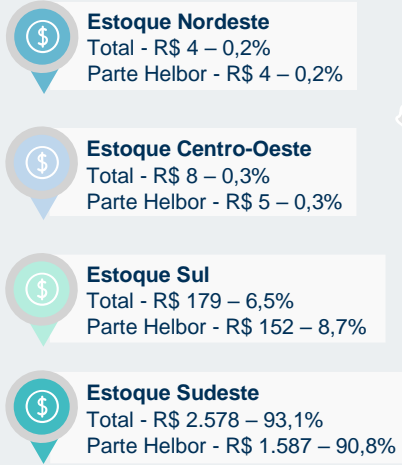 Estoque Nordeste
Total - R$ 4 – 0,2%
Parte Helbor - R$ 4 – 0,2%
Estoque Centro-Oeste
Total - R$ 8 – 0,3%
Parte Helbor - R$ 5 – 0,3%
Estoque Sul
Total - R$ 179 – 6,5%
Parte Helbor - R$ 152 – 8,7%
Estoque Sudeste
Total - R$ 2.578 – 93,1%
Parte Helbor - R$ 1.587 – 90,8%